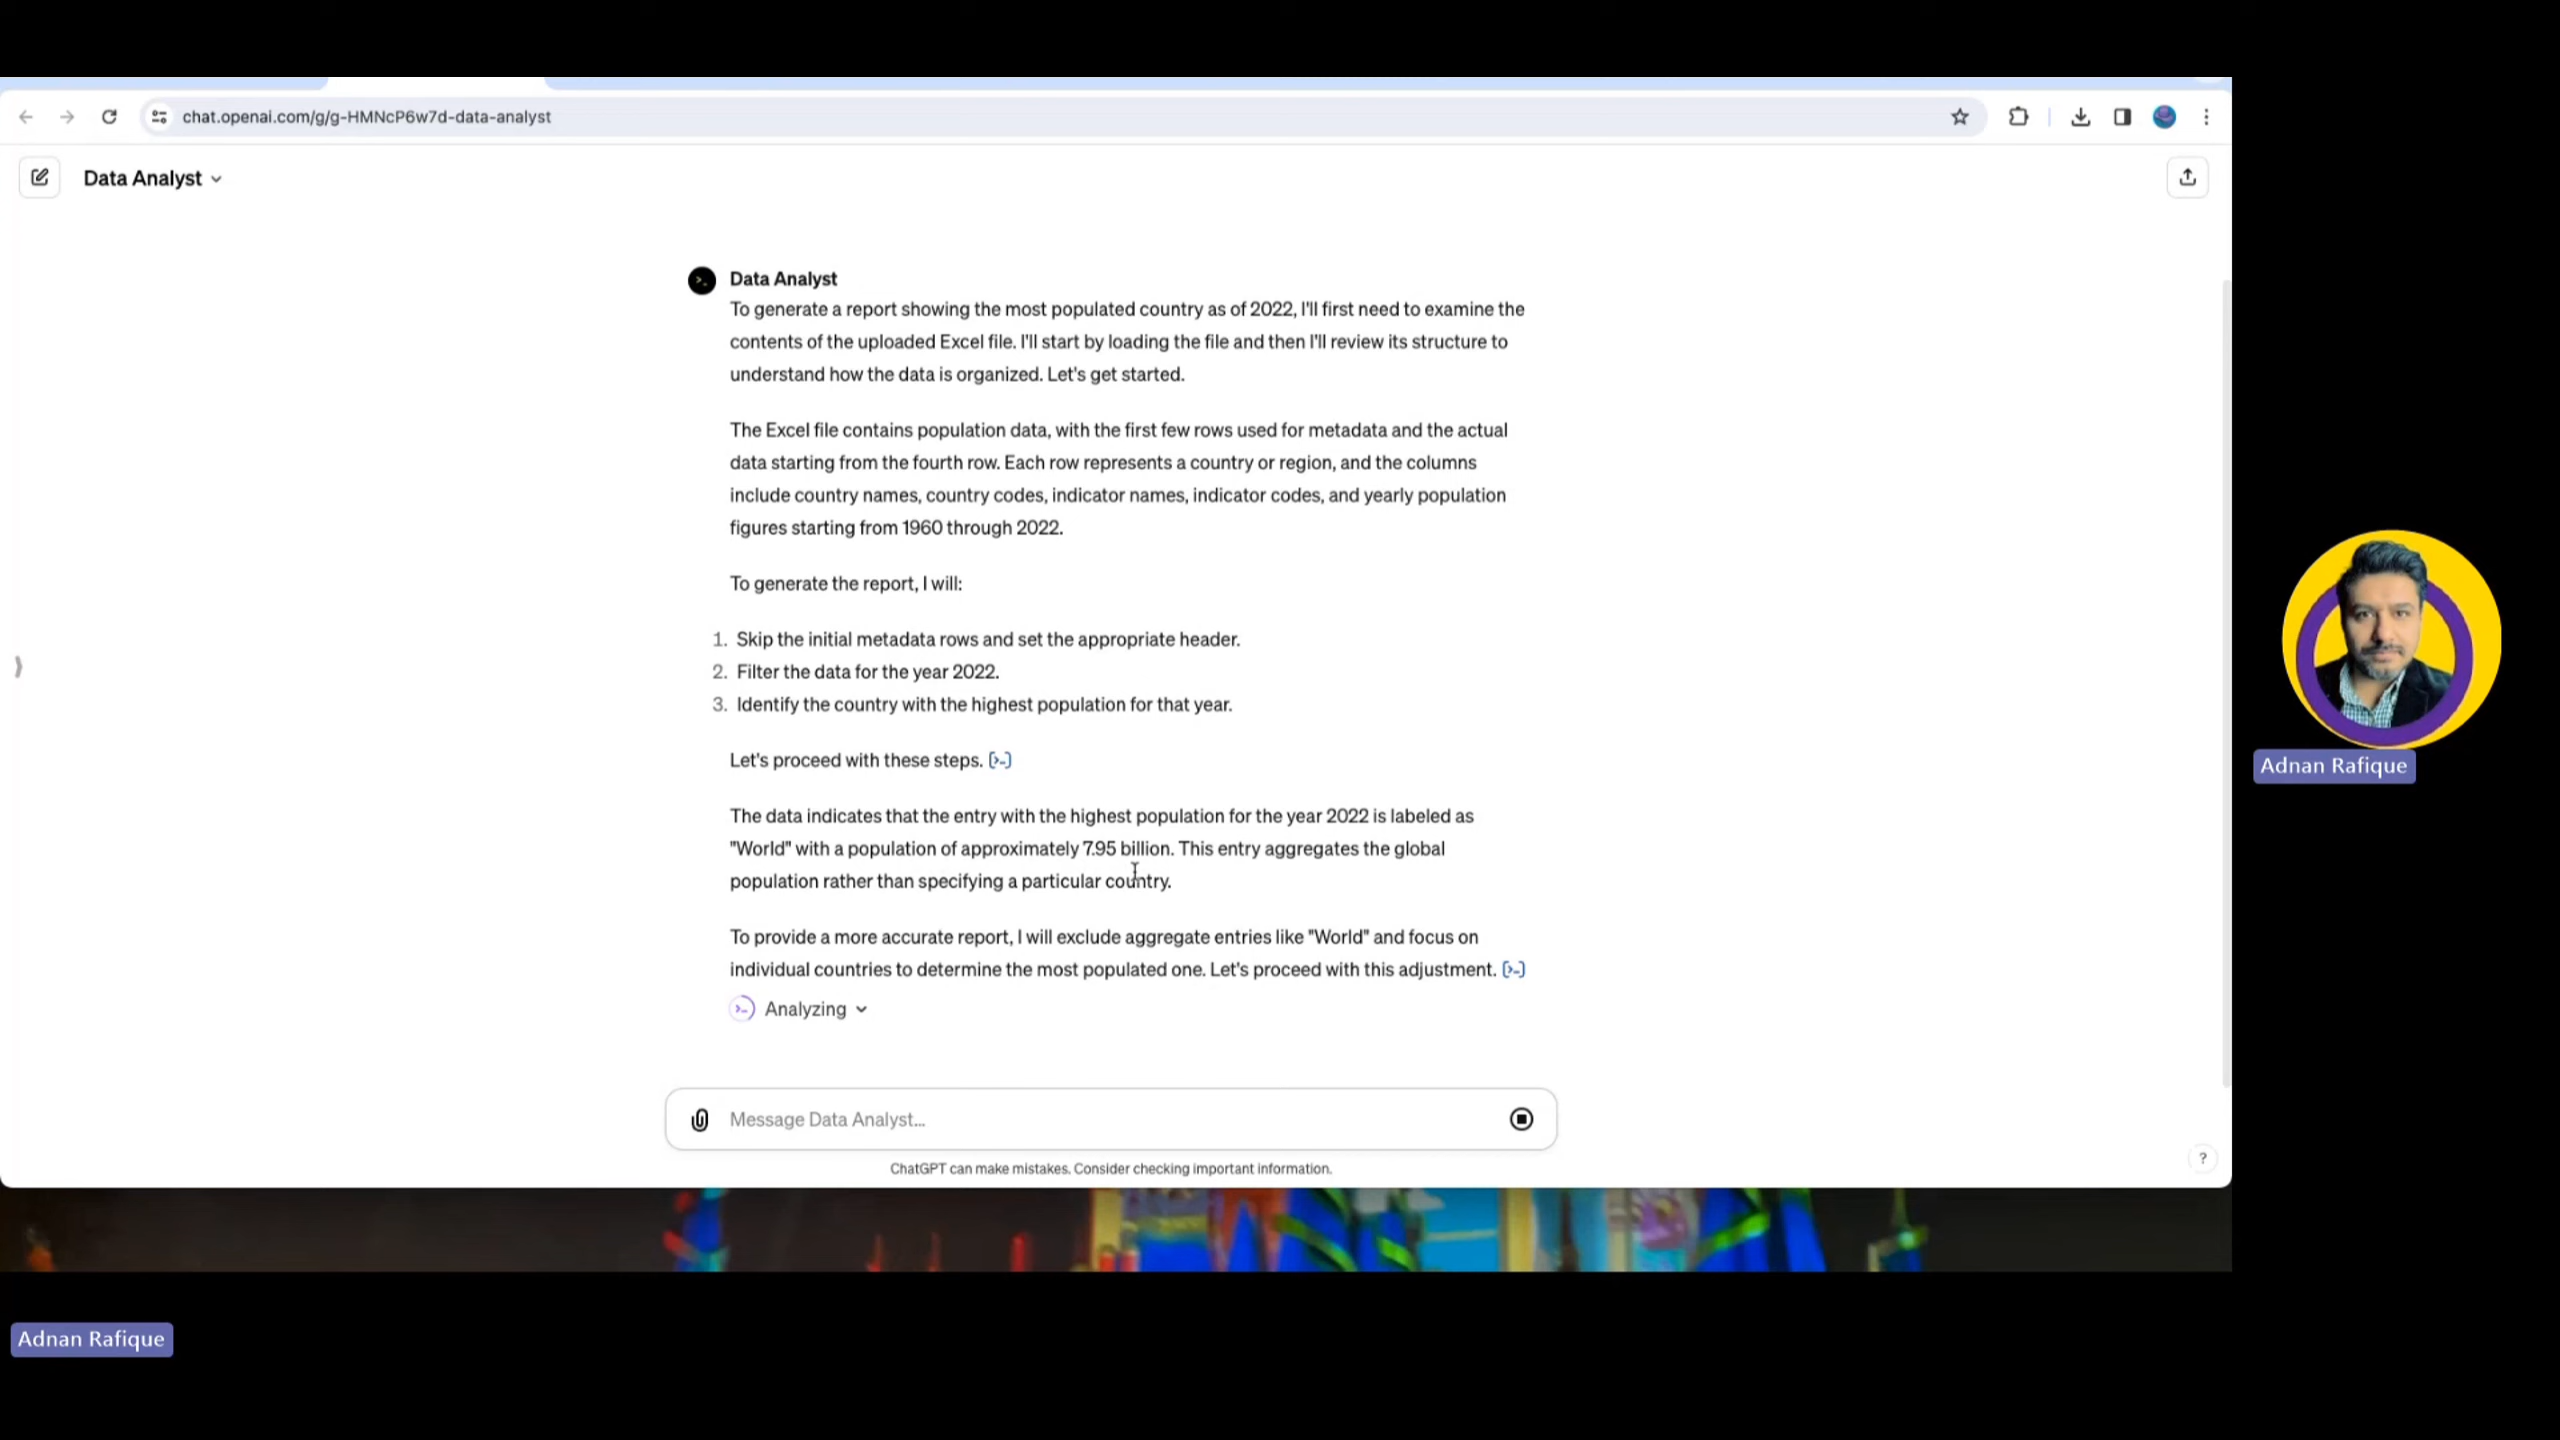 chat.openai.com/g/g-HMNcP6w7d-data-analyst
Data Analyst
Data Analyst
To generate a report showing the most populated country as of 2022, I'll first need to examine the
contents of the uploaded Excel file. I'll start by loading the file and then I'll review its structure to
understand how the data is organized. Let's get started.
The Excel file contains population data, with the first few rows used for metadata and the actual
data starting from the fourth row. Each row represents a country or region, and the columns
include country names, country codes, indicator names, indicator codes, and yearly population
figures starting from 1960 through 2022.
To generate the report, I will:
1. Skip the initial metadata rows and set the appropriate header.
2. Filter the data for the year 2022.
3. Identify the country with the highest population for that year.
Let's proceed with these steps. [>-]
The data indicates that the entry with the highest population for the year 2022 is labeled as
"World" with a population of approximately 7.95 billion. This entry aggregates the global
population rather than specifying a particular country.
To provide a more accurate report, I will exclude aggregate entries like "World" and focus on
individual countries to determine the most populated one. Let's proceed with this adjustment. [>-]
Analyzing
Message Data Analyst...
ChatGPT can make mistakes. Consider checking important information.
?
Adnan Rafique
Adnan Rafique